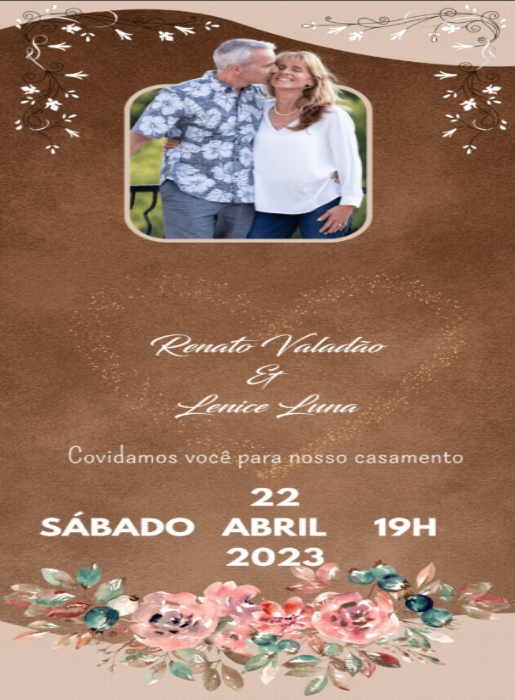 Renato Valadão
&
Lenice Luna
Covidamos você para nosso casamento
22
SÁBADO ABRIL 19H
2023